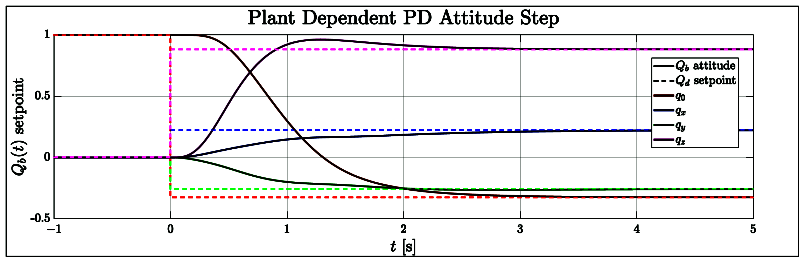 Plant Dependent PD Attitude Step
Q_b(t) setpoint
1
0.5
0
-0.5
Q_b attitude
Q_d setpoint
q_0
q_x
q_y
q_z
-1 0 1 2 3 4 5
t [s]